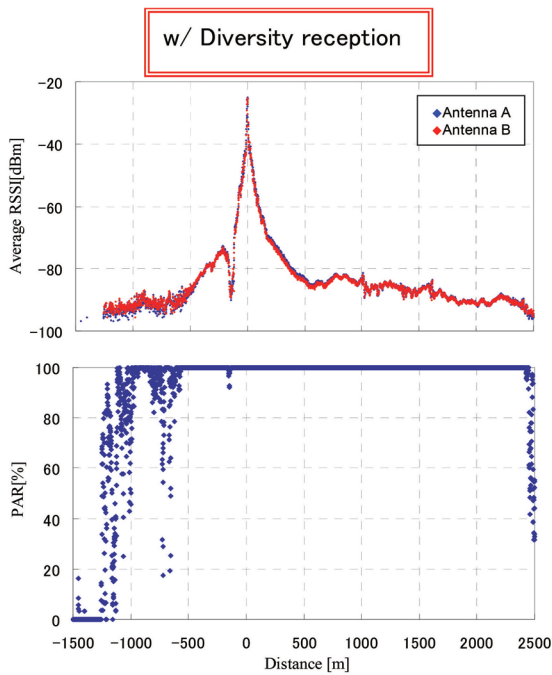 w/ Diversity reception
-20
-40
-60
-80
-100
Average RSSI[dBm]
Antenna A
Antenna B
100
80
60
40
20
0
PAR[%]
-1500 -1000 -500 0 500 1000 1500 2000 2500
Distance [m]